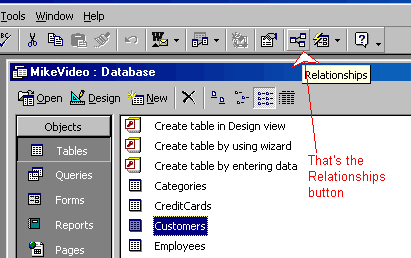 Tools Window Help
Relationships
MikeVideo : Database
Open Design New
Objects
Tables
Queries
Forms
Reports
Pages
Create table in Design view
Create table by using wizard
Create table by entering data
Categories
CreditCards
Customers
Employees
That's the
Relationships
button